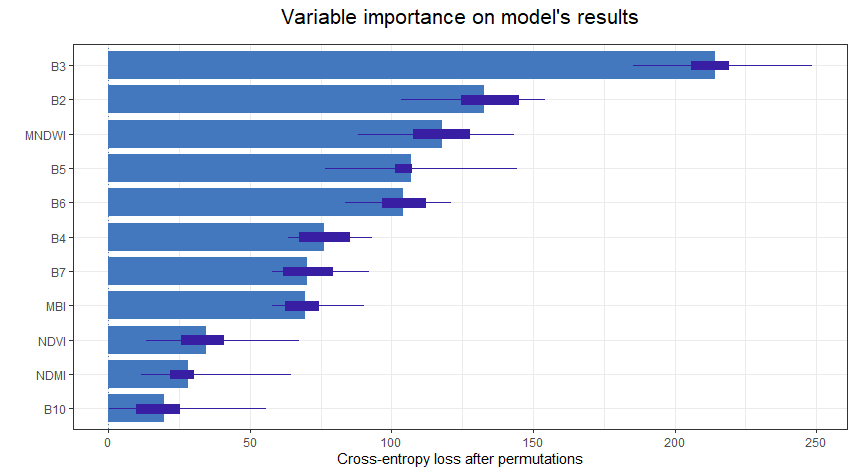 Variable importance on model's results
B3
B2
MNDWI
B5
B6
B4
B7
MBI
NDVI
NDMI
B10
0 50 100 150 200 250
Cross-entropy loss after permutations